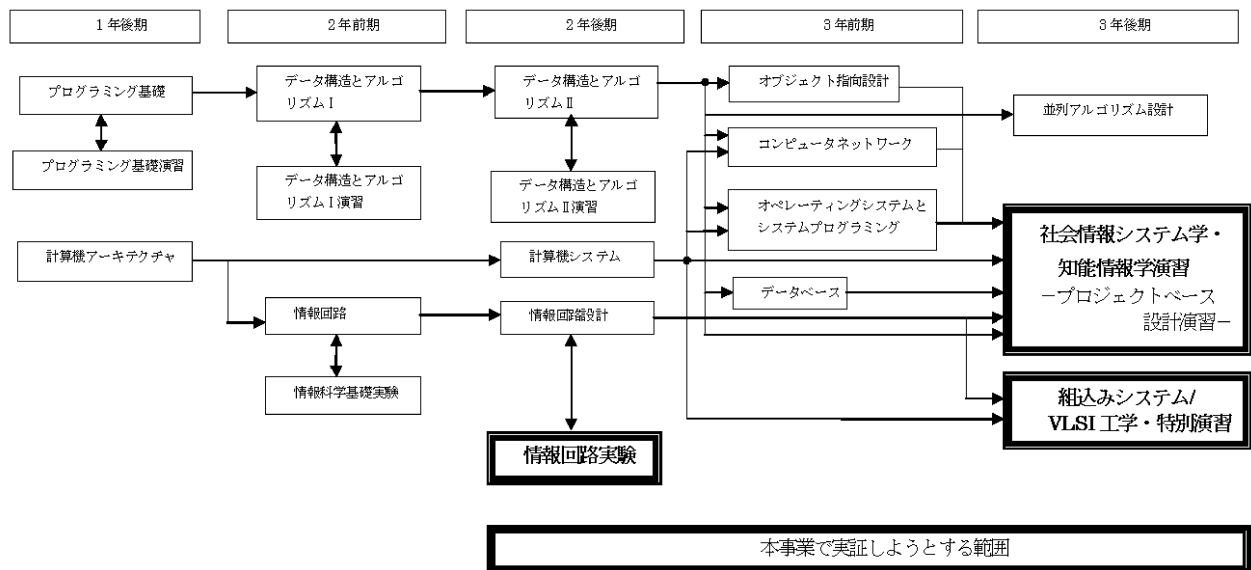 1年後期
2年前期
2年後期
3年前期
3年後期
プログラミング基礎
プログラミング基礎演習
データ構造とアルゴ
リズムⅠ
データ構造とアルゴ
リズムⅠ演習
データ構造とアルゴ
リズムⅡ
データ構造とアルゴ
リズムⅡ演習
オブジェクト指向設計
コンピュータネットワーク
オペレーティングシステムと
システムプログラミング
データベース
並列アルゴリズム設計
計算機アーキテクチャ
計算機システム
情報回路
情報科学基礎実験
情報回路設計
情報回路実験
社会情報システム学・
知能情報学演習
−プロジェクトベース
設計演習−
組込みシステム/
VLSI工学・特別演習
本事業で実証しようとする範囲